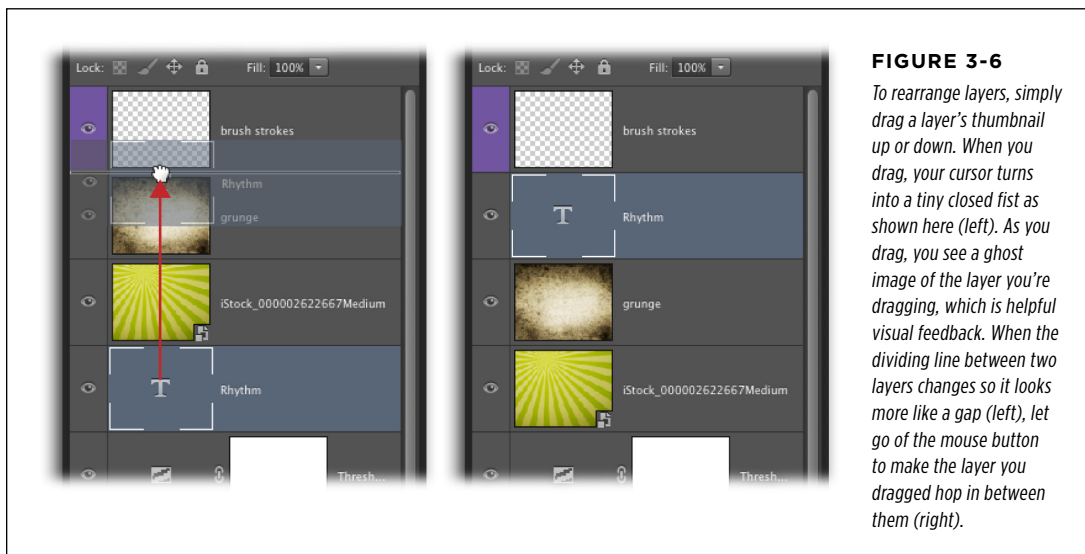 Lock:
Fill: 100%
brush strokes
Rhythm
grunge
iStock_000002622667Medium
T
Rhythm
Thresh...
Lock:
Fill: 100%
brush strokes
T
Rhythm
grunge
iStock_000002622667Medium
Thresh...
FIGURE 3-6
To rearrange layers, simply
drag a layer's thumbnail
up or down. When you
drag, your cursor turns
into a tiny closed fist as
shown here (left). As you
drag, you see a ghost
image of the layer you're
dragging, which is helpful
visual feedback. When the
dividing line between two
layers changes so it looks
more like a gap (left), let
go of the mouse button
to make the layer you
dragged hop in between
them (right).